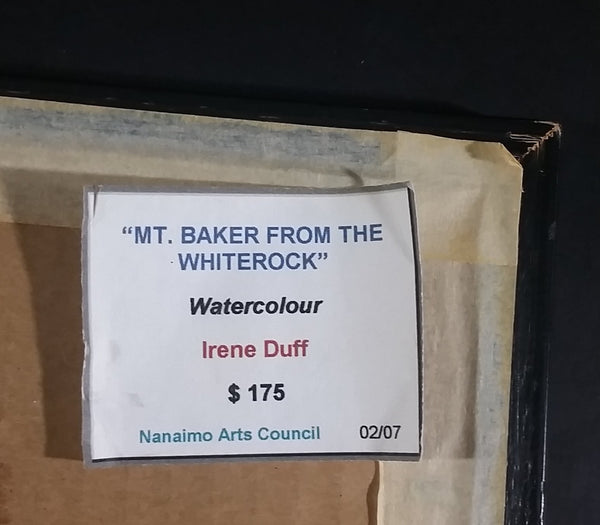 “MT. BAKER FROM THE
WHITEROCK”
Watercolour
Irene Duff
$ 175
Nanaimo Arts Council 02/07